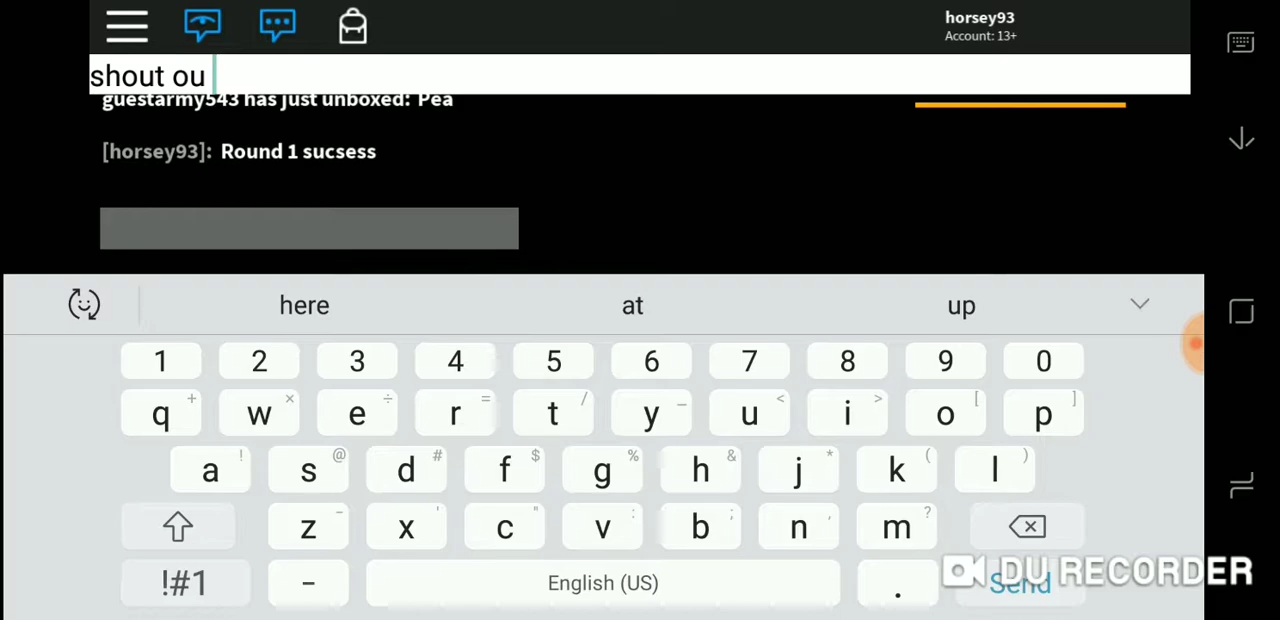 horsey93
Account: 13+
shout ou
guestarmy543 has just unboxed: Pea
[horsey93]: Round 1 sucsess
here at up
1 2 3 4 5 6 7 8 9 0
q + w × e ÷ r = t / y _ u < i > o [ p ]
a ! s @ d # f $ g % h & j * k ( l )
z - x ' c " v : b ; n , m ?
!#1 - English (US) . Send
DU RECORDER